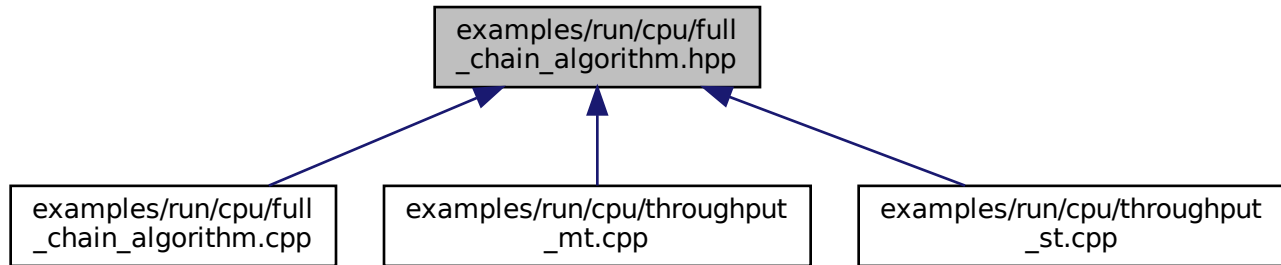 examples/run/cpu/full
_chain_algorithm.hpp
examples/run/cpu/full
_chain_algorithm.cpp
examples/run/cpu/throughput
_mt.cpp
examples/run/cpu/throughput
_st.cpp